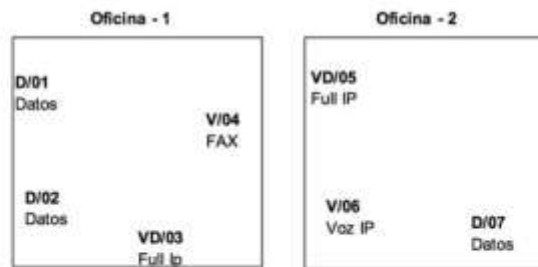 Oficina - 1
D/01
Datos
V/04
FAX
D/02
Datos
VD/03
Full Ip
Oficina - 2
VD/05
Full IP
V/06
Voz IP
D/07
Datos